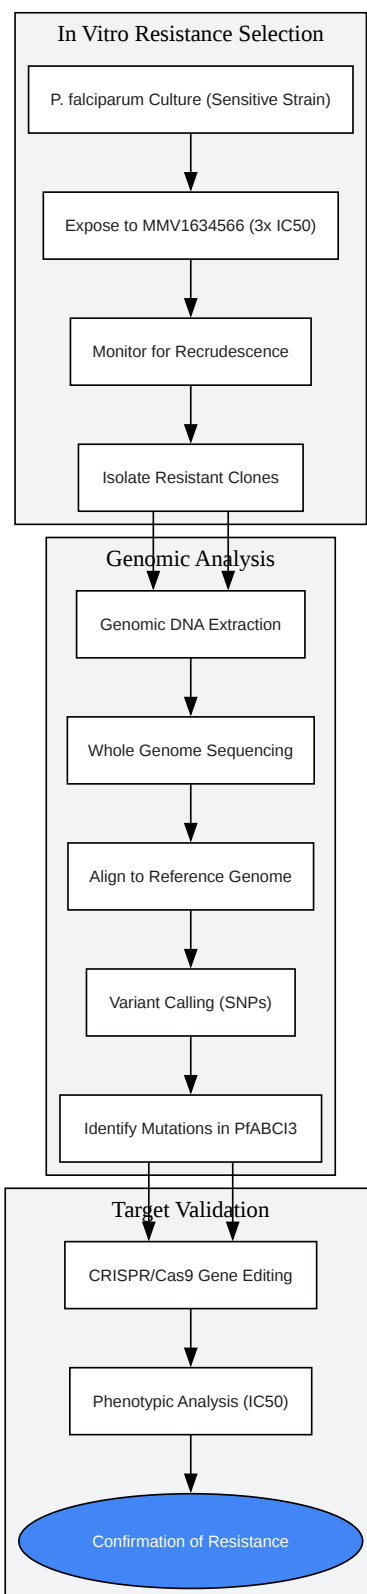 In Vitro Resistance Selection
P. falciparum Culture (Sensitive Strain)
Expose to MMV1634566 (3x IC50)
Monitor for Recrudescence
Isolate Resistant Clones
Genomic Analysis
Genomic DNA Extraction
Whole Genome Sequencing
Align to Reference Genome
Variant Calling (SNPs)
Identify Mutations in PfABCI3
Target Validation
CRISPR/Cas9 Gene Editing
Phenotypic Analysis (IC50)
Confirmation of Resistance